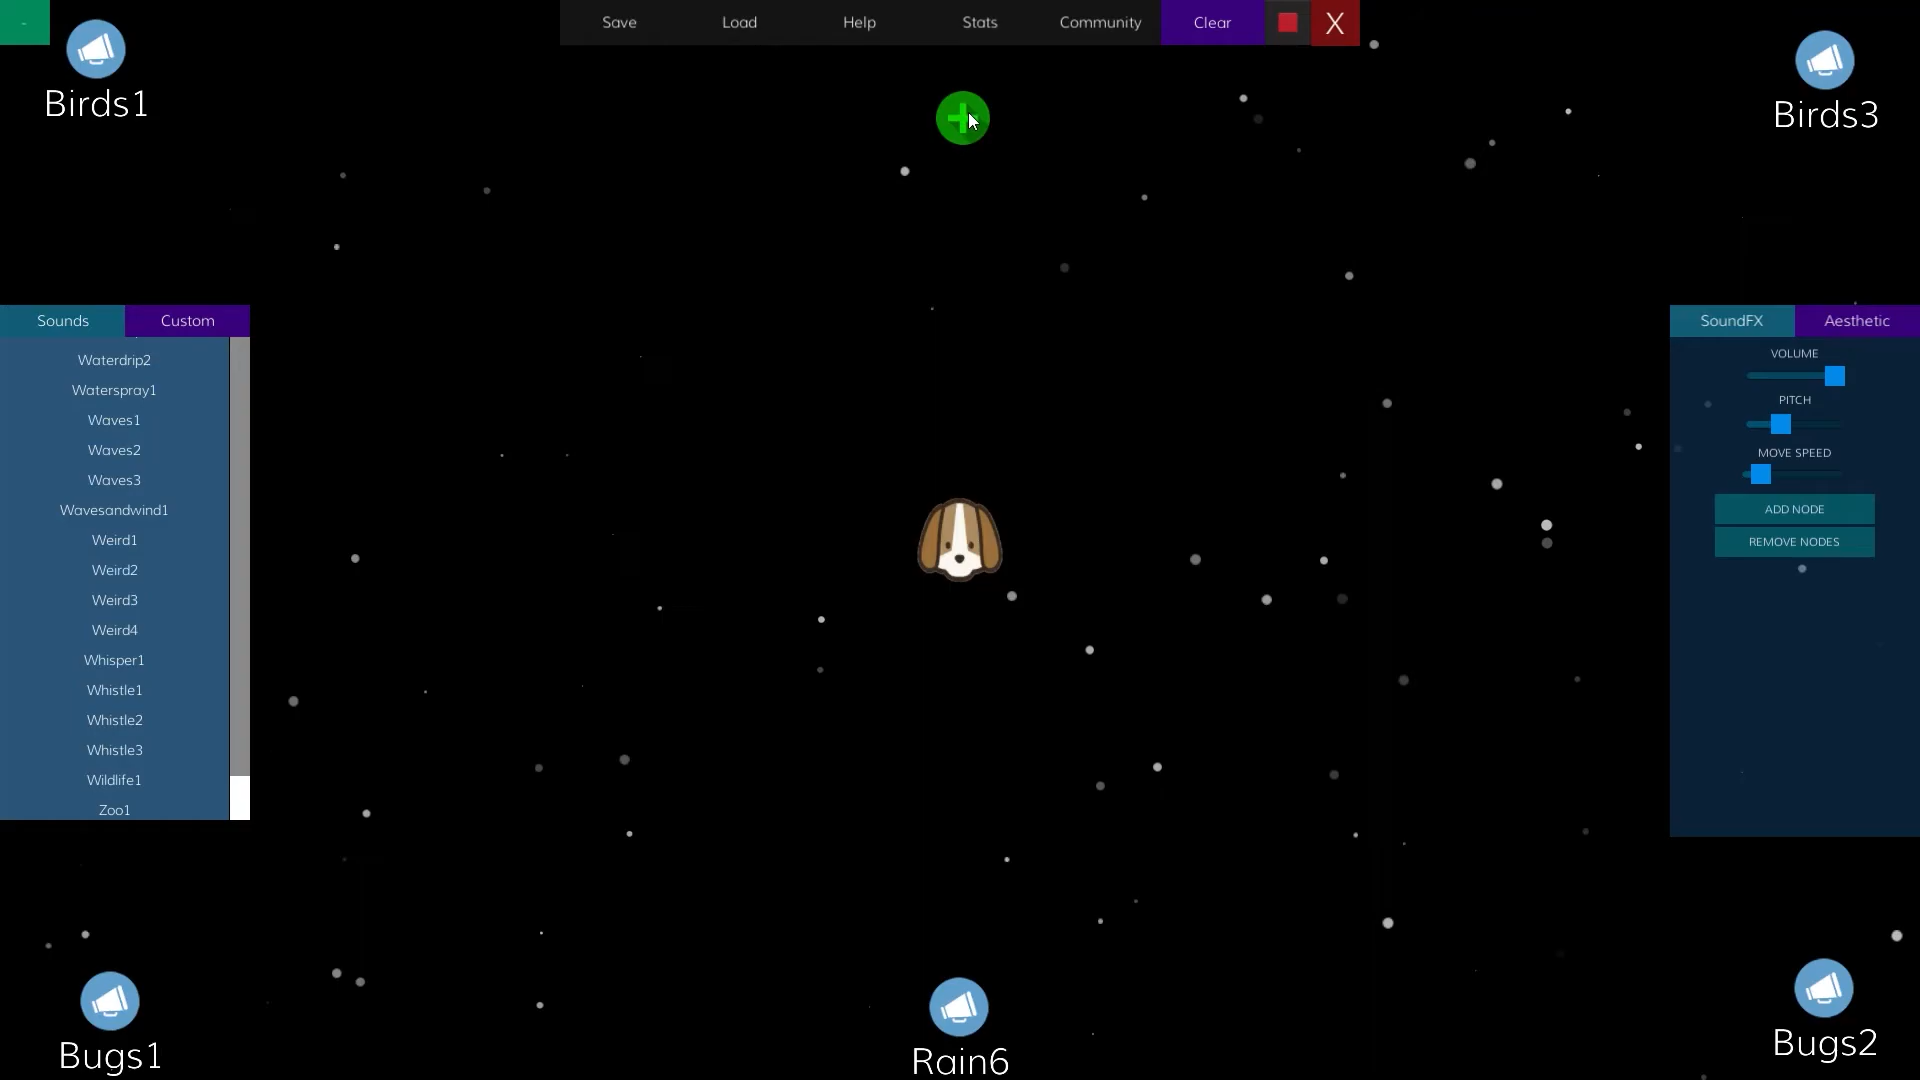 -
Save
Load
Help
Stats
Community
Clear
X
Birds1
Birds3
Sounds
Custom
Waterdrip2
Waterspray1
Waves1
Waves2
Waves3
Wavesandwind1
Weird1
Weird2
Weird3
Weird4
Whisper1
Whistle1
Whistle2
Whistle3
Wildlife1
Zoo1
SoundFX
Aesthetic
VOLUME
PITCH
MOVE SPEED
ADD NODE
REMOVE NODES
Bugs1
Rain6
Bugs2